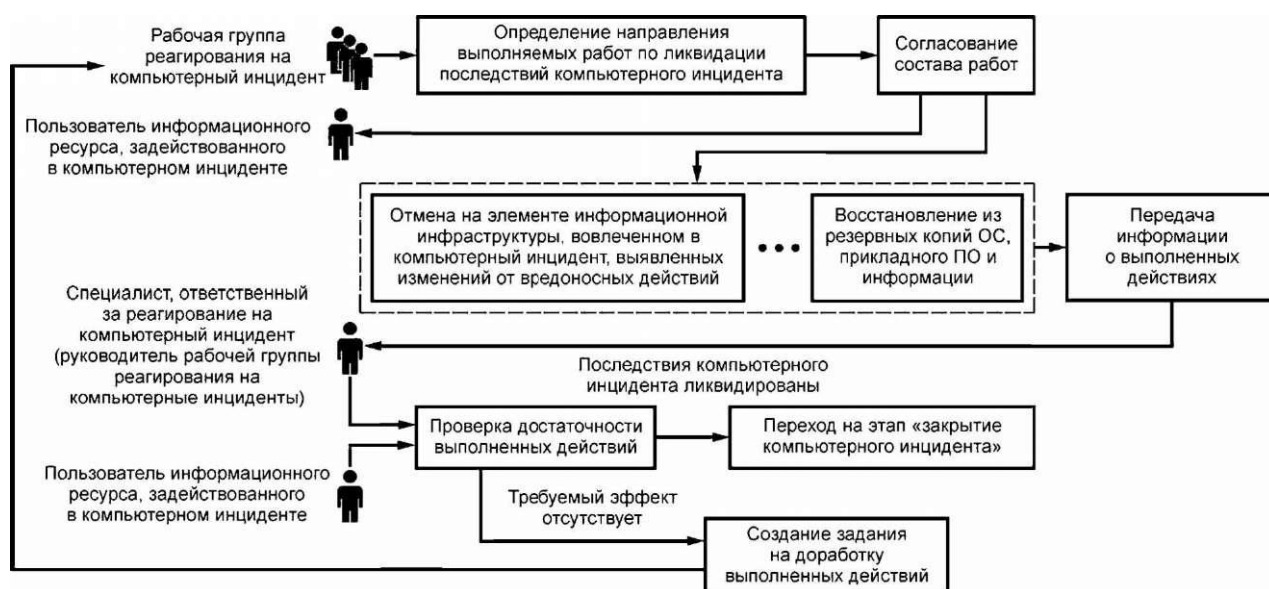 Рабочая группа
реагирования на
компьютерный инцидент
Определение направления
выполняемых работ по ликвидации
последствий компьютерного инцидента
Согласование
состава работ
Пользователь информационного
ресурса, задействованного
в компьютерном инциденте
Отмена на элементе информационной
инфраструктуры, вовлеченном в
компьютерный инцидент, выявленных
изменений от вредоносных действий
Восстановление из
резервных копий ОС,
прикладного ПО и
информации
Передача
информации
о выполненных
действиях
Специалист, ответственный
за реагирование на
компьютерный инцидент
(руководитель рабочей группы
реагирования на
компьютерные инциденты)
Последствия компьютерного
инцидента ликвидированы
Проверка достаточности
выполненных действий
Переход на этап «закрытие
компьютерного инцидента»
Пользователь информационного
ресурса, задействованного
в компьютерном инциденте
Требуемый эффект
отсутствует
Создание задания
на доработку
выполненных действий